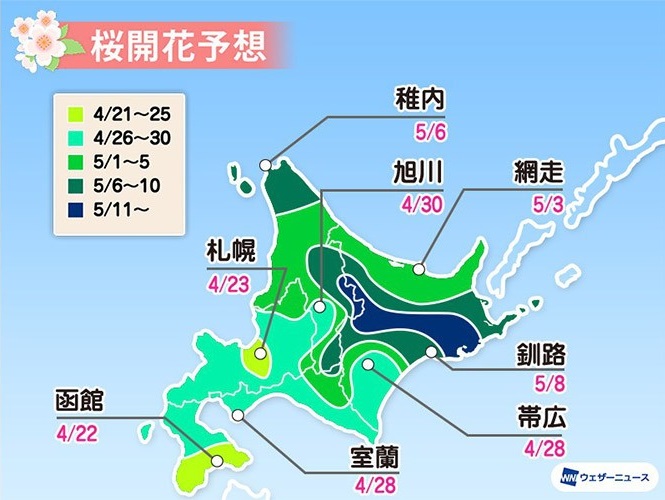 桜開花予想
4/21～25
4/26～30
5/1～5
5/6～10
5/11～
稚内
5/6
旭川
4/30
網走
5/3
札幌
4/23
釧路
5/8
函館
4/22
帯広
4/28
室蘭
4/28
WN ウェザーニュース